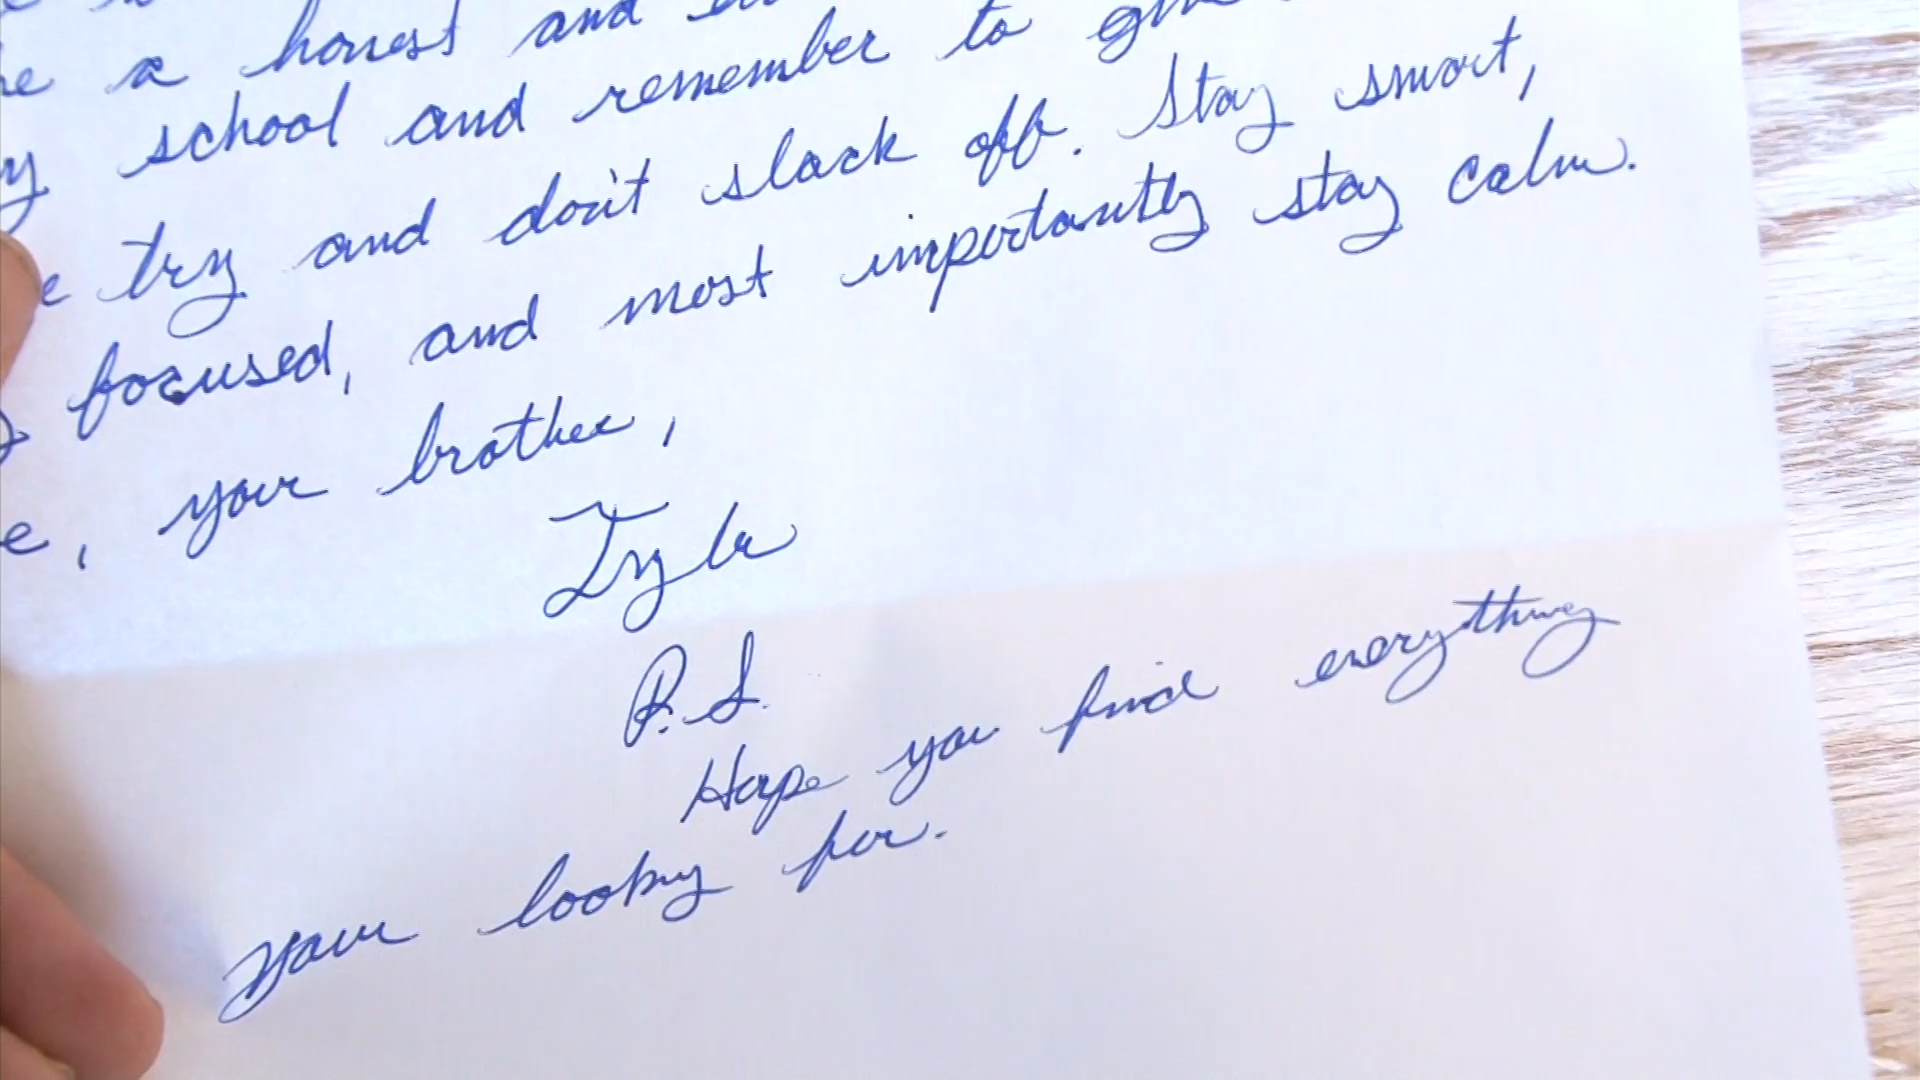 a honest and
school and remember to
try and don't slack off. Stay smart,
focused, and most importantly stay calm.
, your brother,
Tyler
P.S.
Hope you find everything
your looking for.